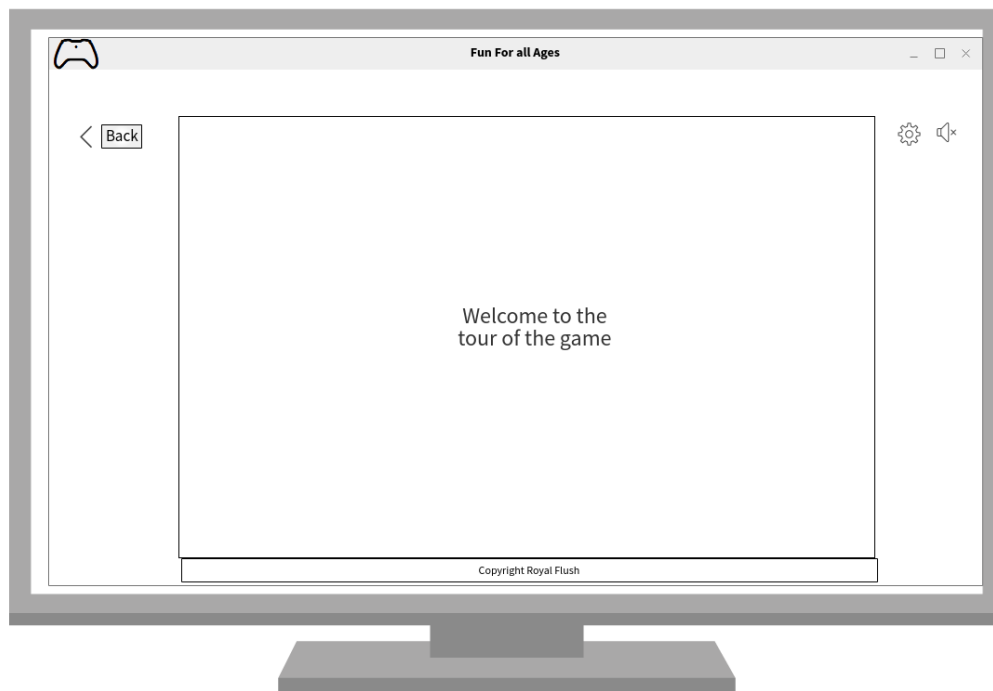 Fun For all Ages
Back
Welcome to the
tour of the game
Copyright Royal Flush